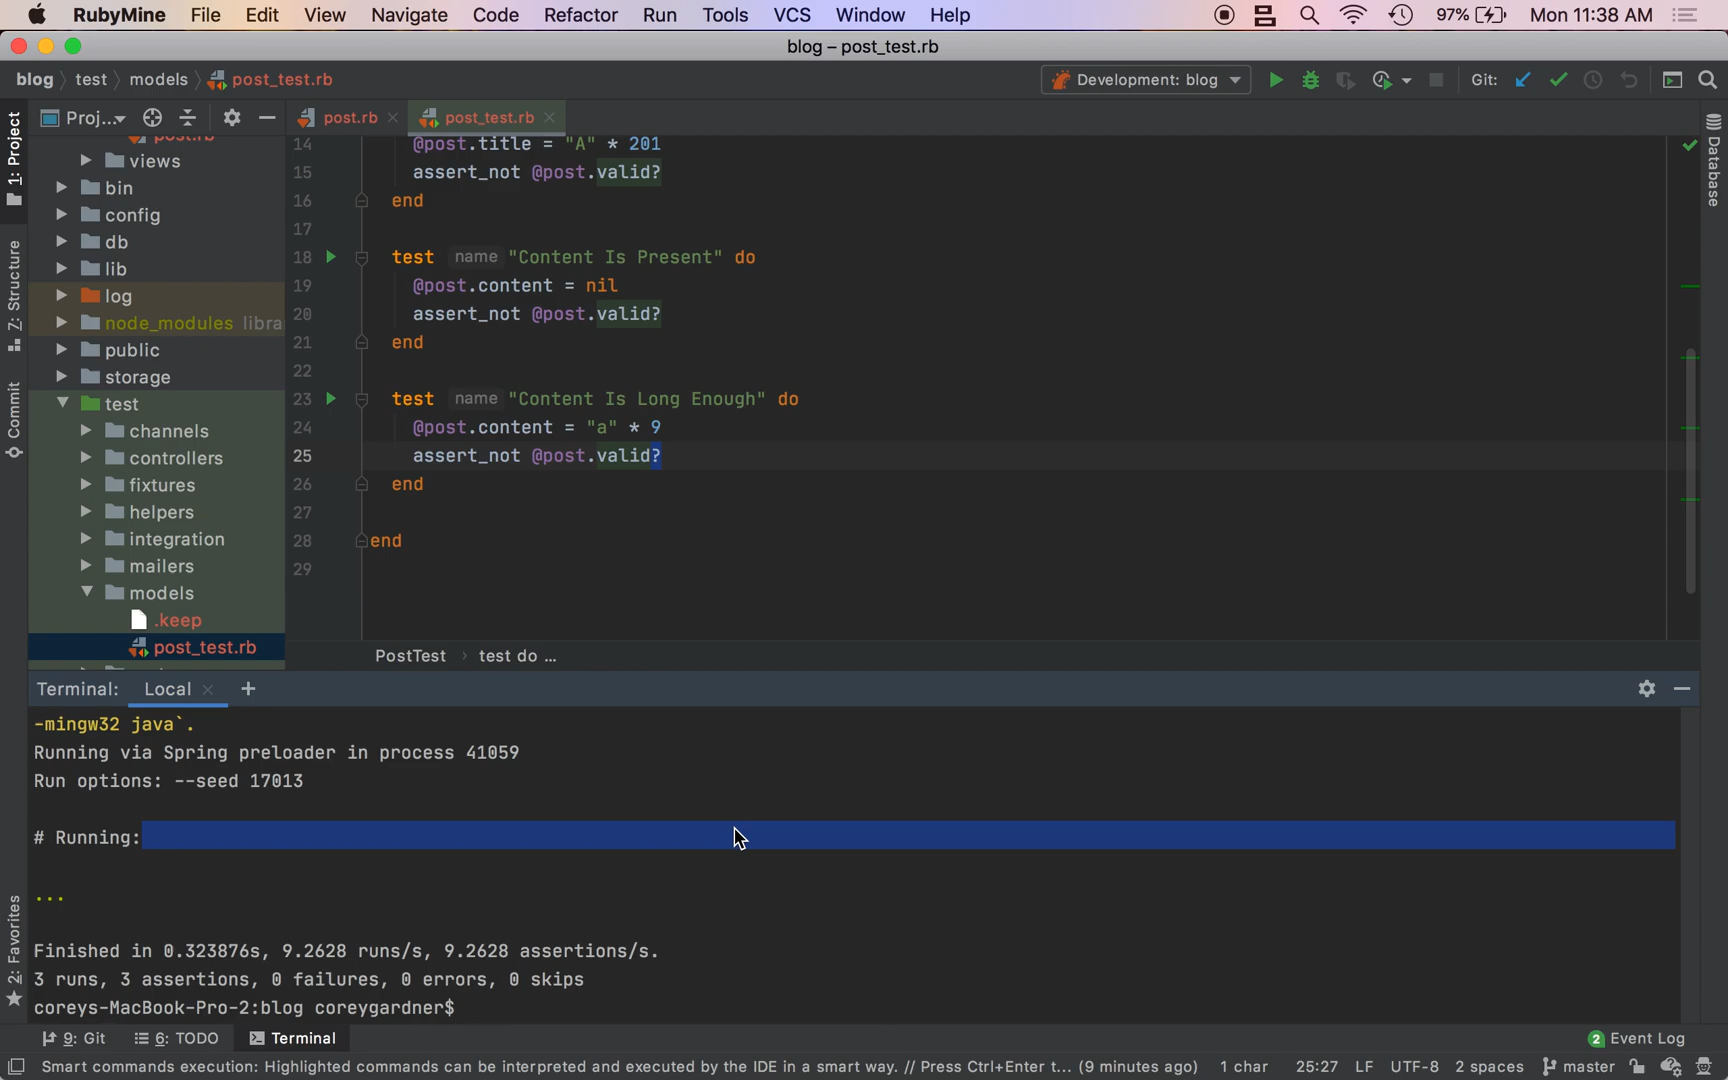 RubyMine File Edit View Navigate Code Refactor Run Tools VCS Window Help 97% Mon 11:38 AM
blog – post_test.rb
blog test models post_test.rb Development: blog Git:
1: Project
Z: Structure
Commit
2: Favorites
Database
Proj...
post.rb
views
bin
config
db
lib
log
node_modules libra
public
storage
test
channels
controllers
fixtures
helpers
integration
mailers
models
.keep
post_test.rb
post.rb post_test.rb
14 @post.title = "A" * 201
15 assert_not @post.valid?
16 end
17
18 test name "Content Is Present" do
19 @post.content = nil
20 assert_not @post.valid?
21 end
22
23 test name "Content Is Long Enough" do
24 @post.content = "a" * 9
25 assert_not @post.valid?
26 end
27
28 end
29
PostTest test do ...
Terminal: Local
-mingw32 java`.
Running via Spring preloader in process 41059
Run options: --seed 17013
# Running:
...
Finished in 0.323876s, 9.2628 runs/s, 9.2628 assertions/s.
3 runs, 3 assertions, 0 failures, 0 errors, 0 skips
coreys-MacBook-Pro-2:blog coreygardner$
9: Git 6: TODO Terminal 2 Event Log
Smart commands execution: Highlighted commands can be interpreted and executed by the IDE in a smart way. // Press Ctrl+Enter t... (9 minutes ago) 1 char 25:27 LF UTF-8 2 spaces master